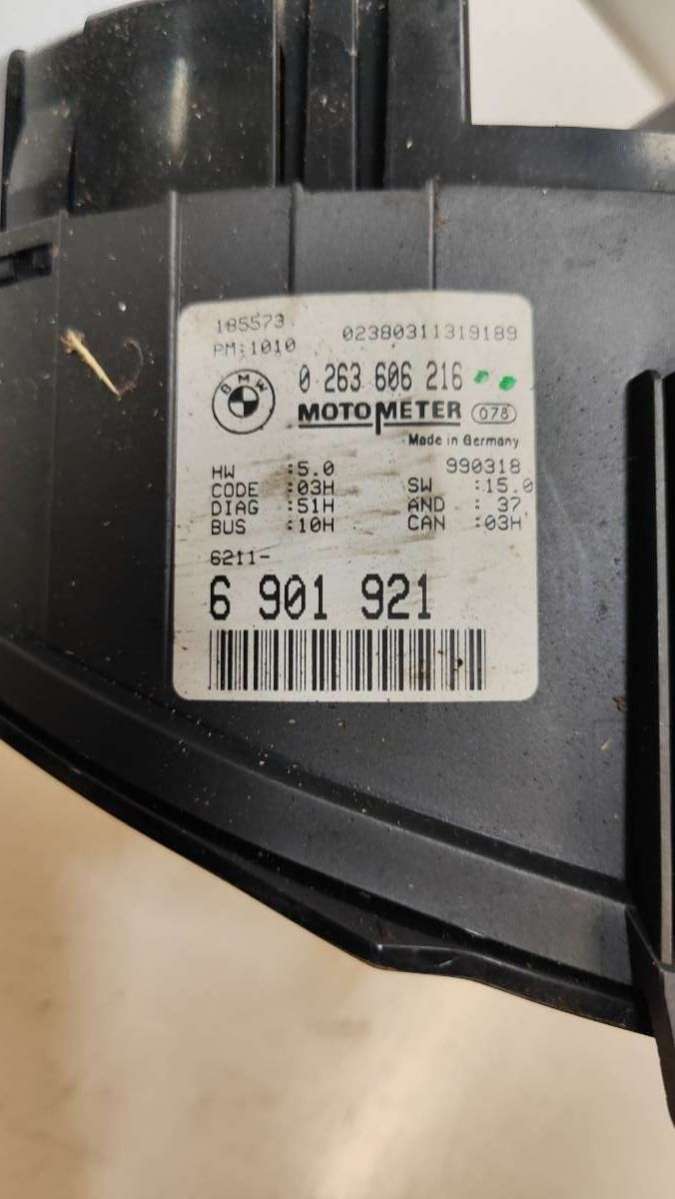 185573 02380311319189
PM:1010
BMW 0 263 606 216
MOTOMETER 078
Made in Germany
HW :5.0 990318
CODE :03H SW :15.0
DIAG :51H AND : 37
BUS :10H CAN :03H
6211-
6 901 921